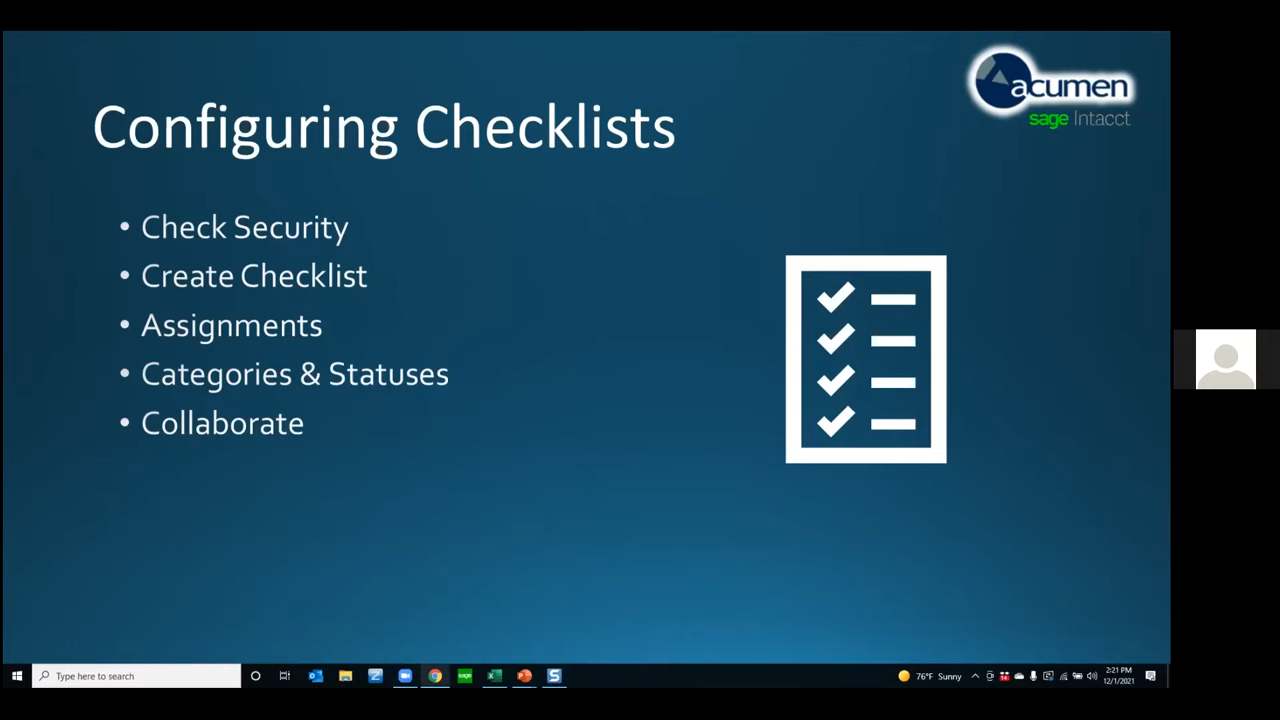 acumen
sage Intacct
Configuring Checklists
• Check Security
• Create Checklist
• Assignments
• Categories & Statuses
• Collaborate
Type here to search
sage
76°F Sunny
2:21 PM
12/1/2021